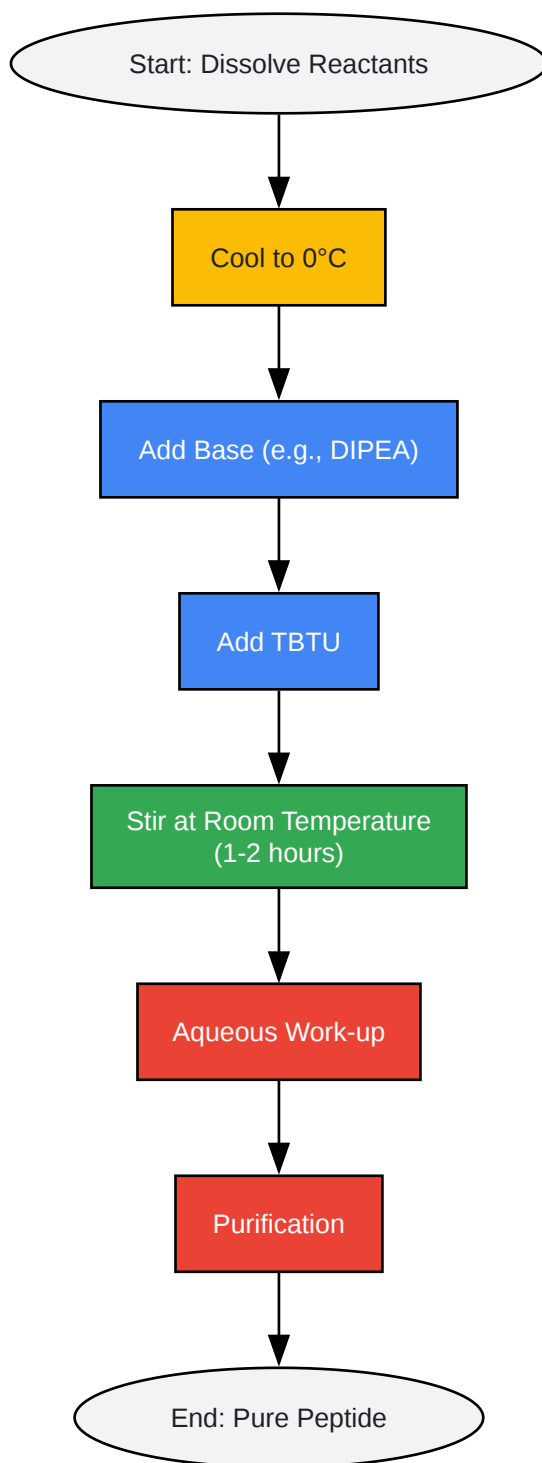 Start: Dissolve Reactants
Cool to 0°C
Add Base (e.g., DIPEA)
Add TBTU
Stir at Room Temperature
(1-2 hours)
Aqueous Work-up
Purification
End: Pure Peptide